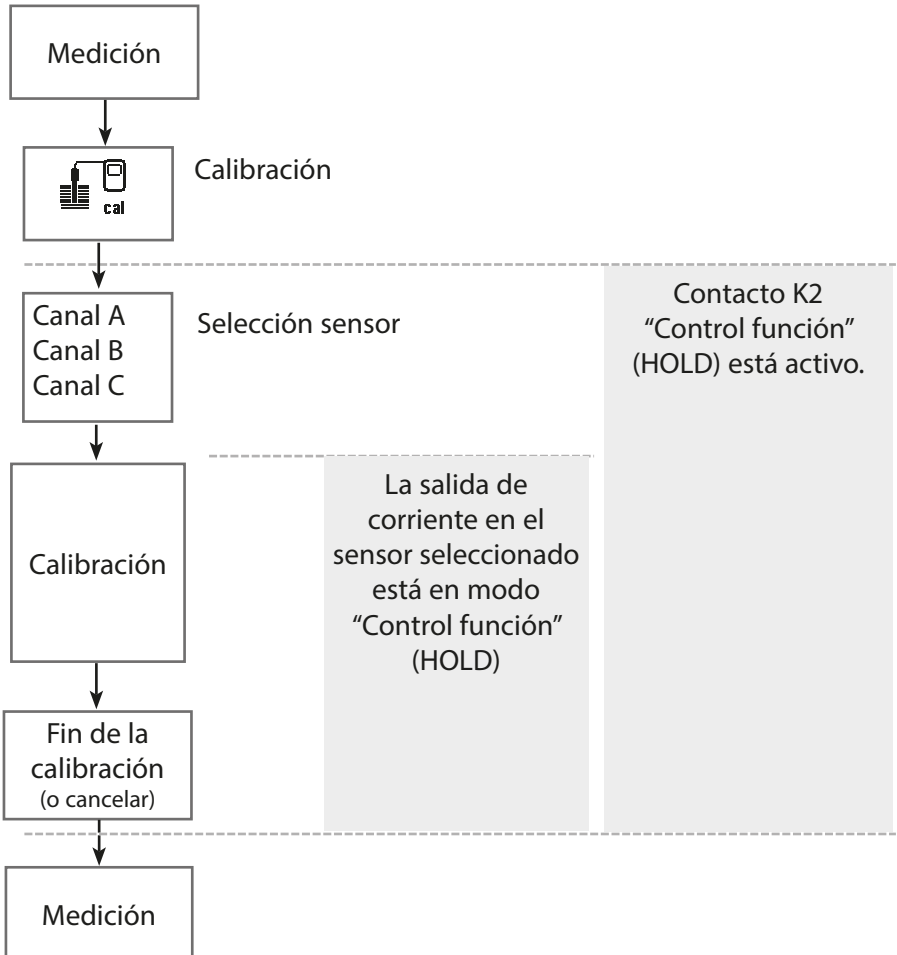 Medición
cal
Calibración
Canal A
Canal B
Canal C
Selección sensor
Contacto K2
“Control función”
(HOLD) está activo.
Calibración
La salida de
corriente en el
sensor seleccionado
está en modo
“Control función”
(HOLD)
Fin de la
calibración
(o cancelar)
Medición